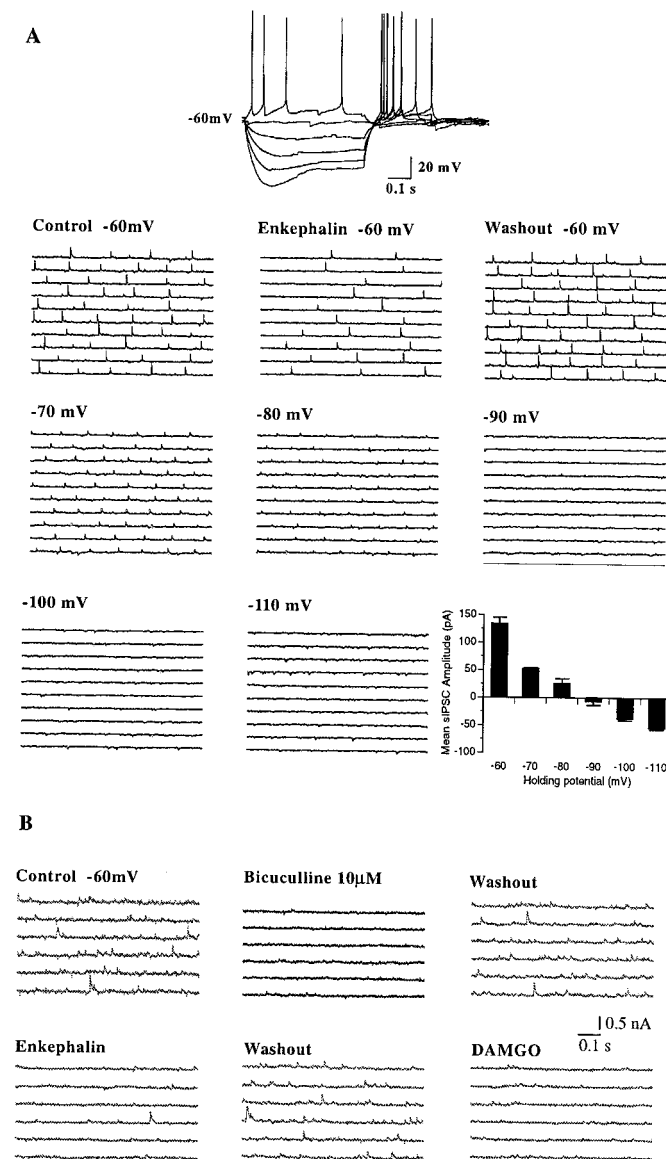 A
-60mV
20 mV
0.1 s
Control -60mV
Enkephalin -60 mV
Washout -60 mV
-70 mV
-80 mV
-90 mV
-100 mV
-110 mV
Mean sIPSC Amplitude (pA)
150
100
50
0
-50
-100
-60 -70 -80 -90 -100 -110
Holding potential (mV)
B
Control -60mV
Bicuculline 10μM
Washout
0.5 nA
0.1 s
Enkephalin
Washout
DAMGO